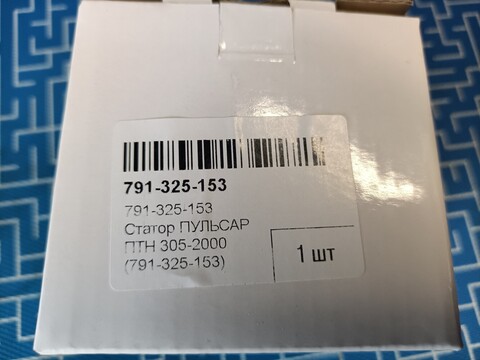 791-325-153
791-325-153
Статор ПУЛЬСАР
ПТН 305-2000
(791-325-153)
1 шт